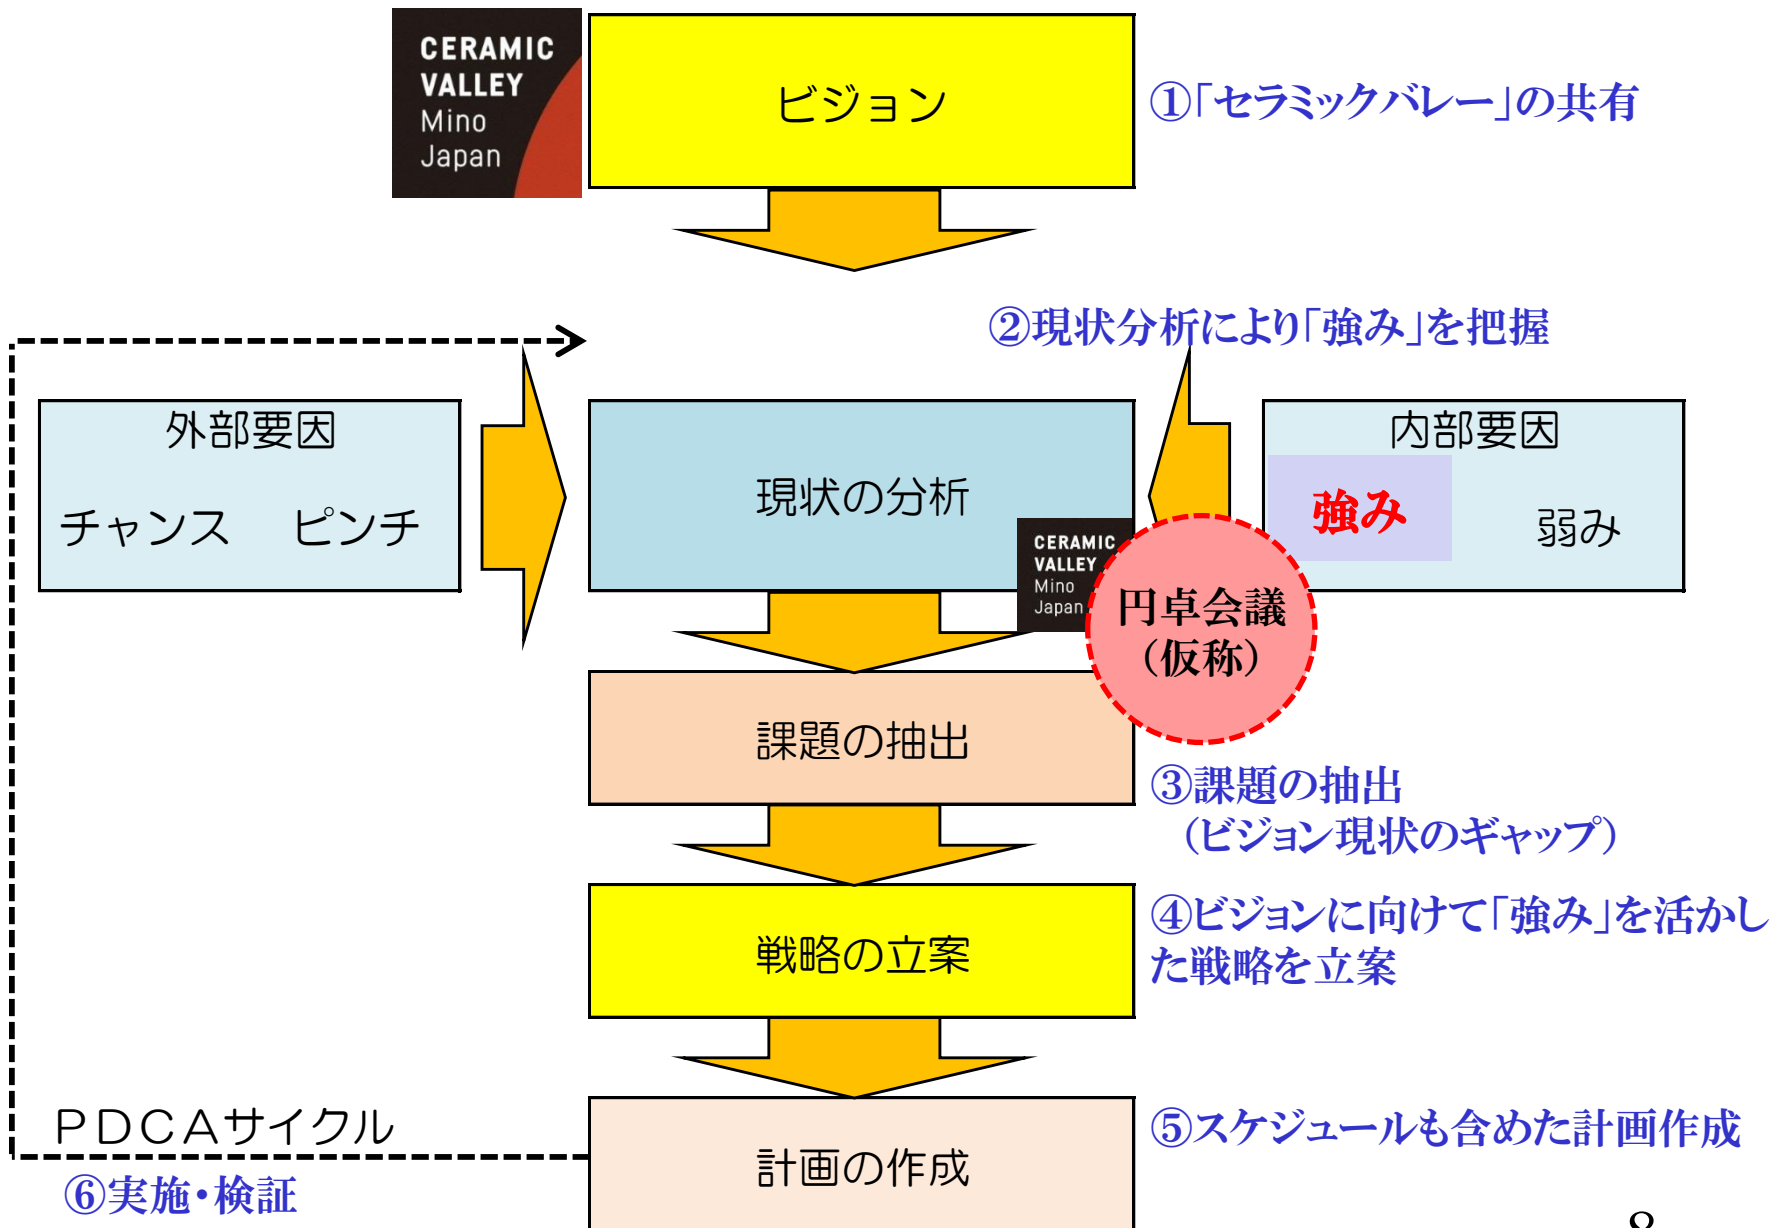 CERAMIC
VALLEY
Mino
Japan
ビジョン
①「セラミックバレー」の共有
②現状分析により「強み」を把握
外部要因
チャンス　ピンチ
現状の分析
内部要因
強み
弱み
CERAMIC
VALLEY
Mino
Japan
円卓会議
（仮称）
課題の抽出
③課題の抽出
（ビジョン現状のギャップ）
戦略の立案
④ビジョンに向けて「強み」を活かし
た戦略を立案
PDCAサイクル
⑤スケジュールも含めた計画作成
計画の作成
⑥実施・検証
8